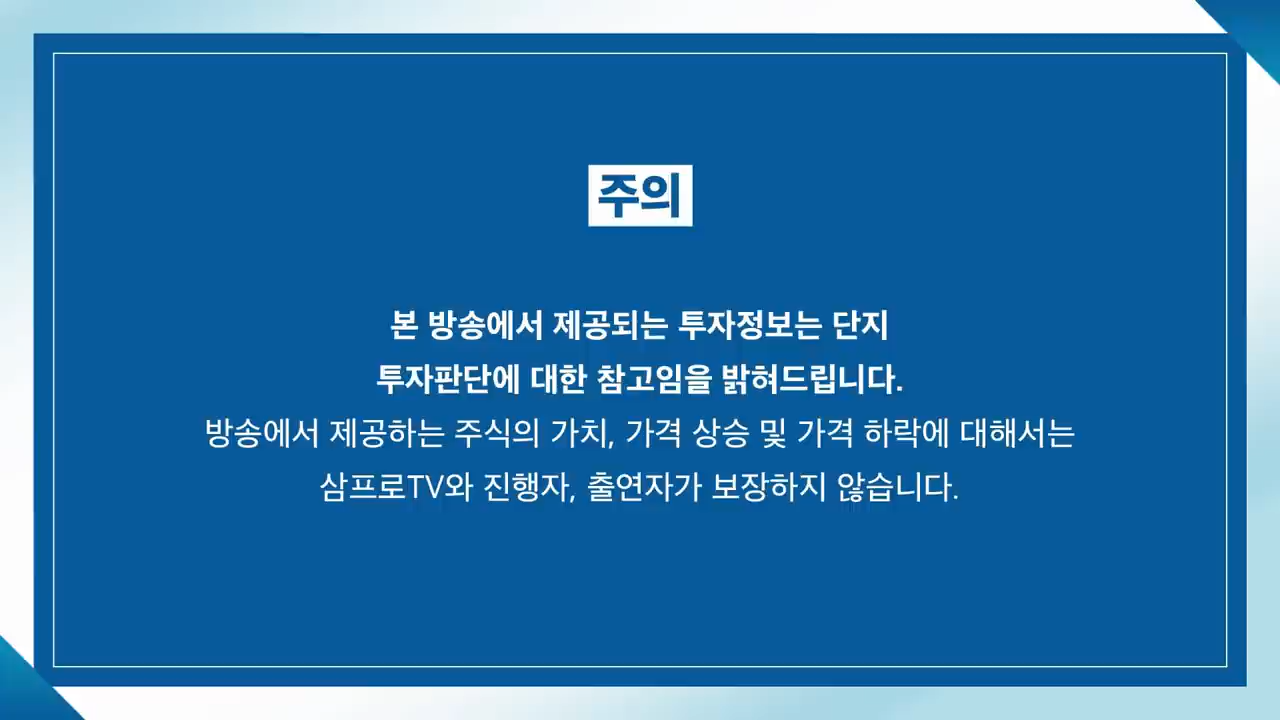 주의
본 방송에서 제공되는 투자정보는 단지
투자판단에 대한 참고임을 밝혀드립니다.
방송에서 제공하는 주식의 가치, 가격 상승 및 가격 하락에 대해서는
삼프로TV와 진행자, 출연자가 보장하지 않습니다.